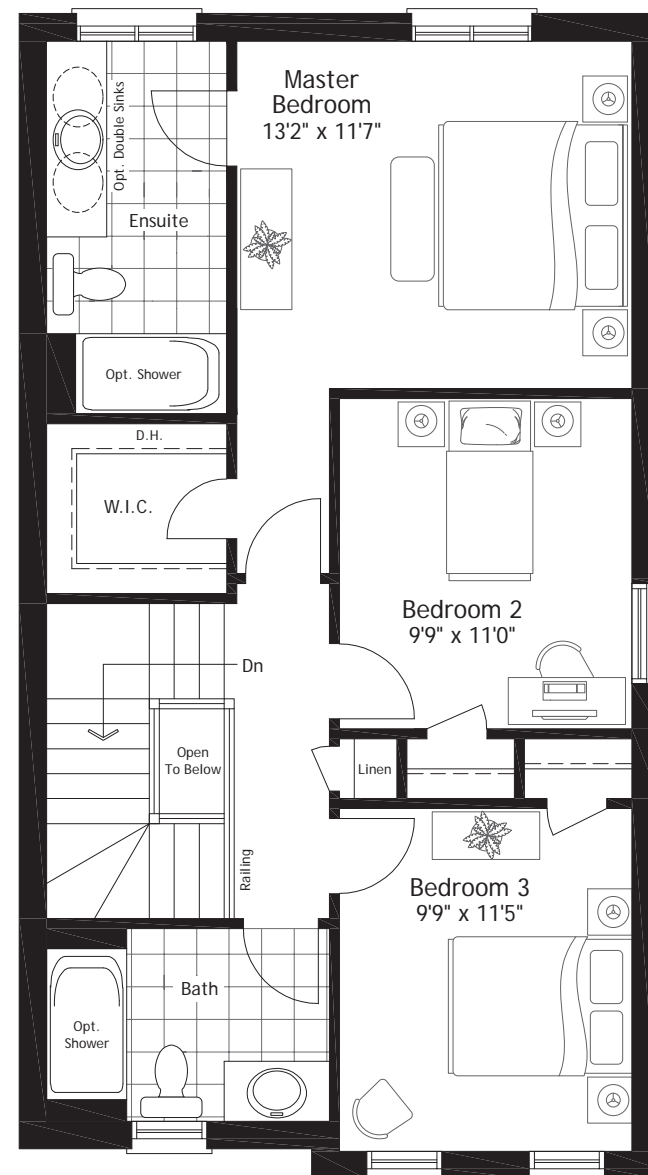 Master
Bedroom
13'2" x 11'7"
Opt. Double Sinks
Ensuite
Opt. Shower
D.H.
W.I.C.
Bedroom 2
9'9" x 11'0"
Dn
Open
To Below
Linen
Railing
Bedroom 3
9'9" x 11'5"
Bath
Opt.
Shower